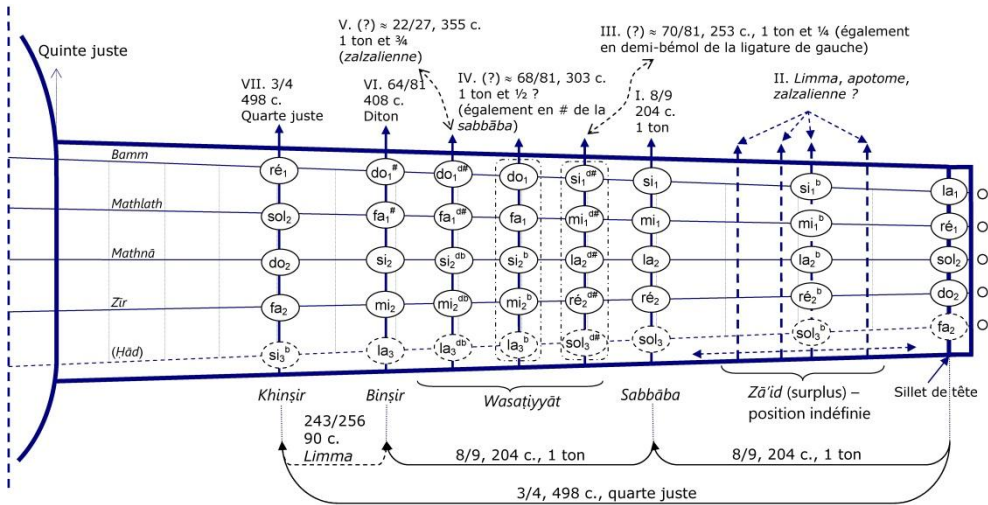 V. (?) ≈ 22/27, 355 c.
1 ton et ¾
(zalzalienne)
III. (?) ≈ 70/81, 253 c., 1 ton et ¼ (également
en demi-bémol de la ligature de gauche)
Quinte juste
VII. 3/4
498 c.
Quarte juste
VI. 64/81
408 c.
Diton
IV. (?) ≈ 68/81, 303 c.
1 ton et ½ ?
(également en # de la
sabbāba)
I. 8/9
204 c.
1 ton
II. Limma, apotome,
zalzalienne ?
Bamm
ré₁ do₁# do₁d# do₁ si₁d# si₁ si₁b la₁
Mathlath
sol₂ fa₁# fa₁d# fa₁ mi₁d# mi₁ mi₁b ré₁
Mathnā
do₂ si₂ si₂db si₂b la₂d# la₂ la₂b sol₂
Zīr
fa₂ mi₂ mi₂db mi₂b ré₂d# ré₂ ré₂b do₂
(Ḥād)
si₃b la₃ la₃db la₃b sol₃d# sol₃ sol₃b fa₂
Khinṣir
Binṣir
Wasaṭiyyāt
Sabbāba
Zā'id (surplus) –
position indéfinie
Sillet de tête
243/256
90 c.
Limma
8/9, 204 c., 1 ton
8/9, 204 c., 1 ton
3/4, 498 c., quarte juste